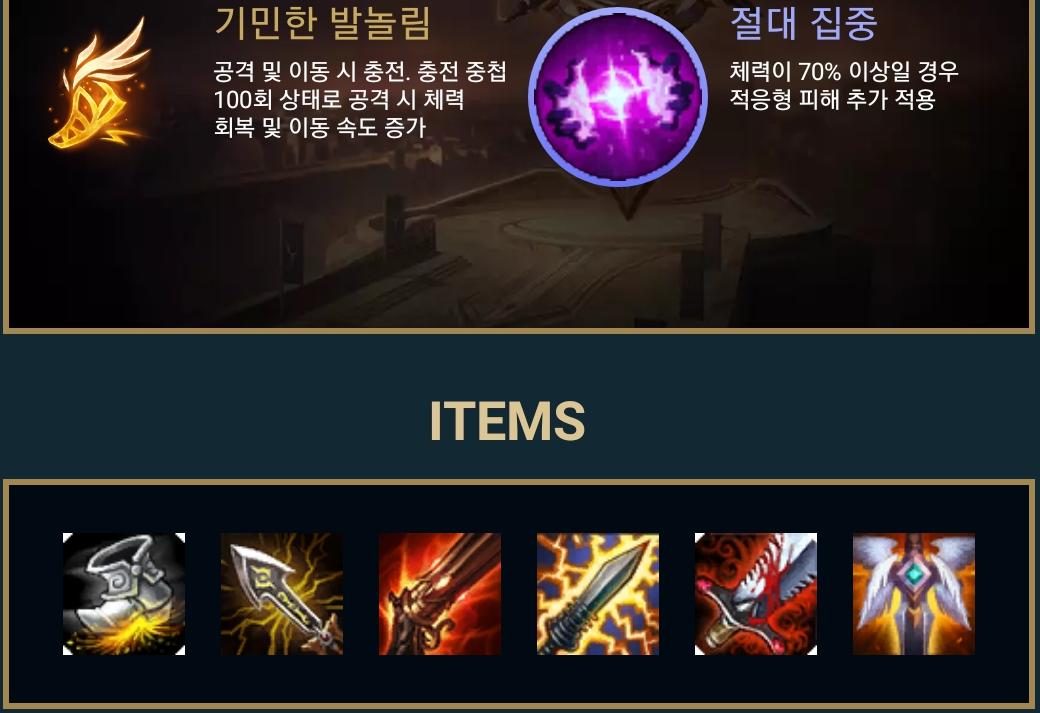 기민한 발놀림
공격 및 이동 시 충전. 충전 중첩
100회 상태로 공격 시 체력
회복 및 이동 속도 증가
절대 집중
체력이 70% 이상일 경우
적응형 피해 추가 적용
ITEMS